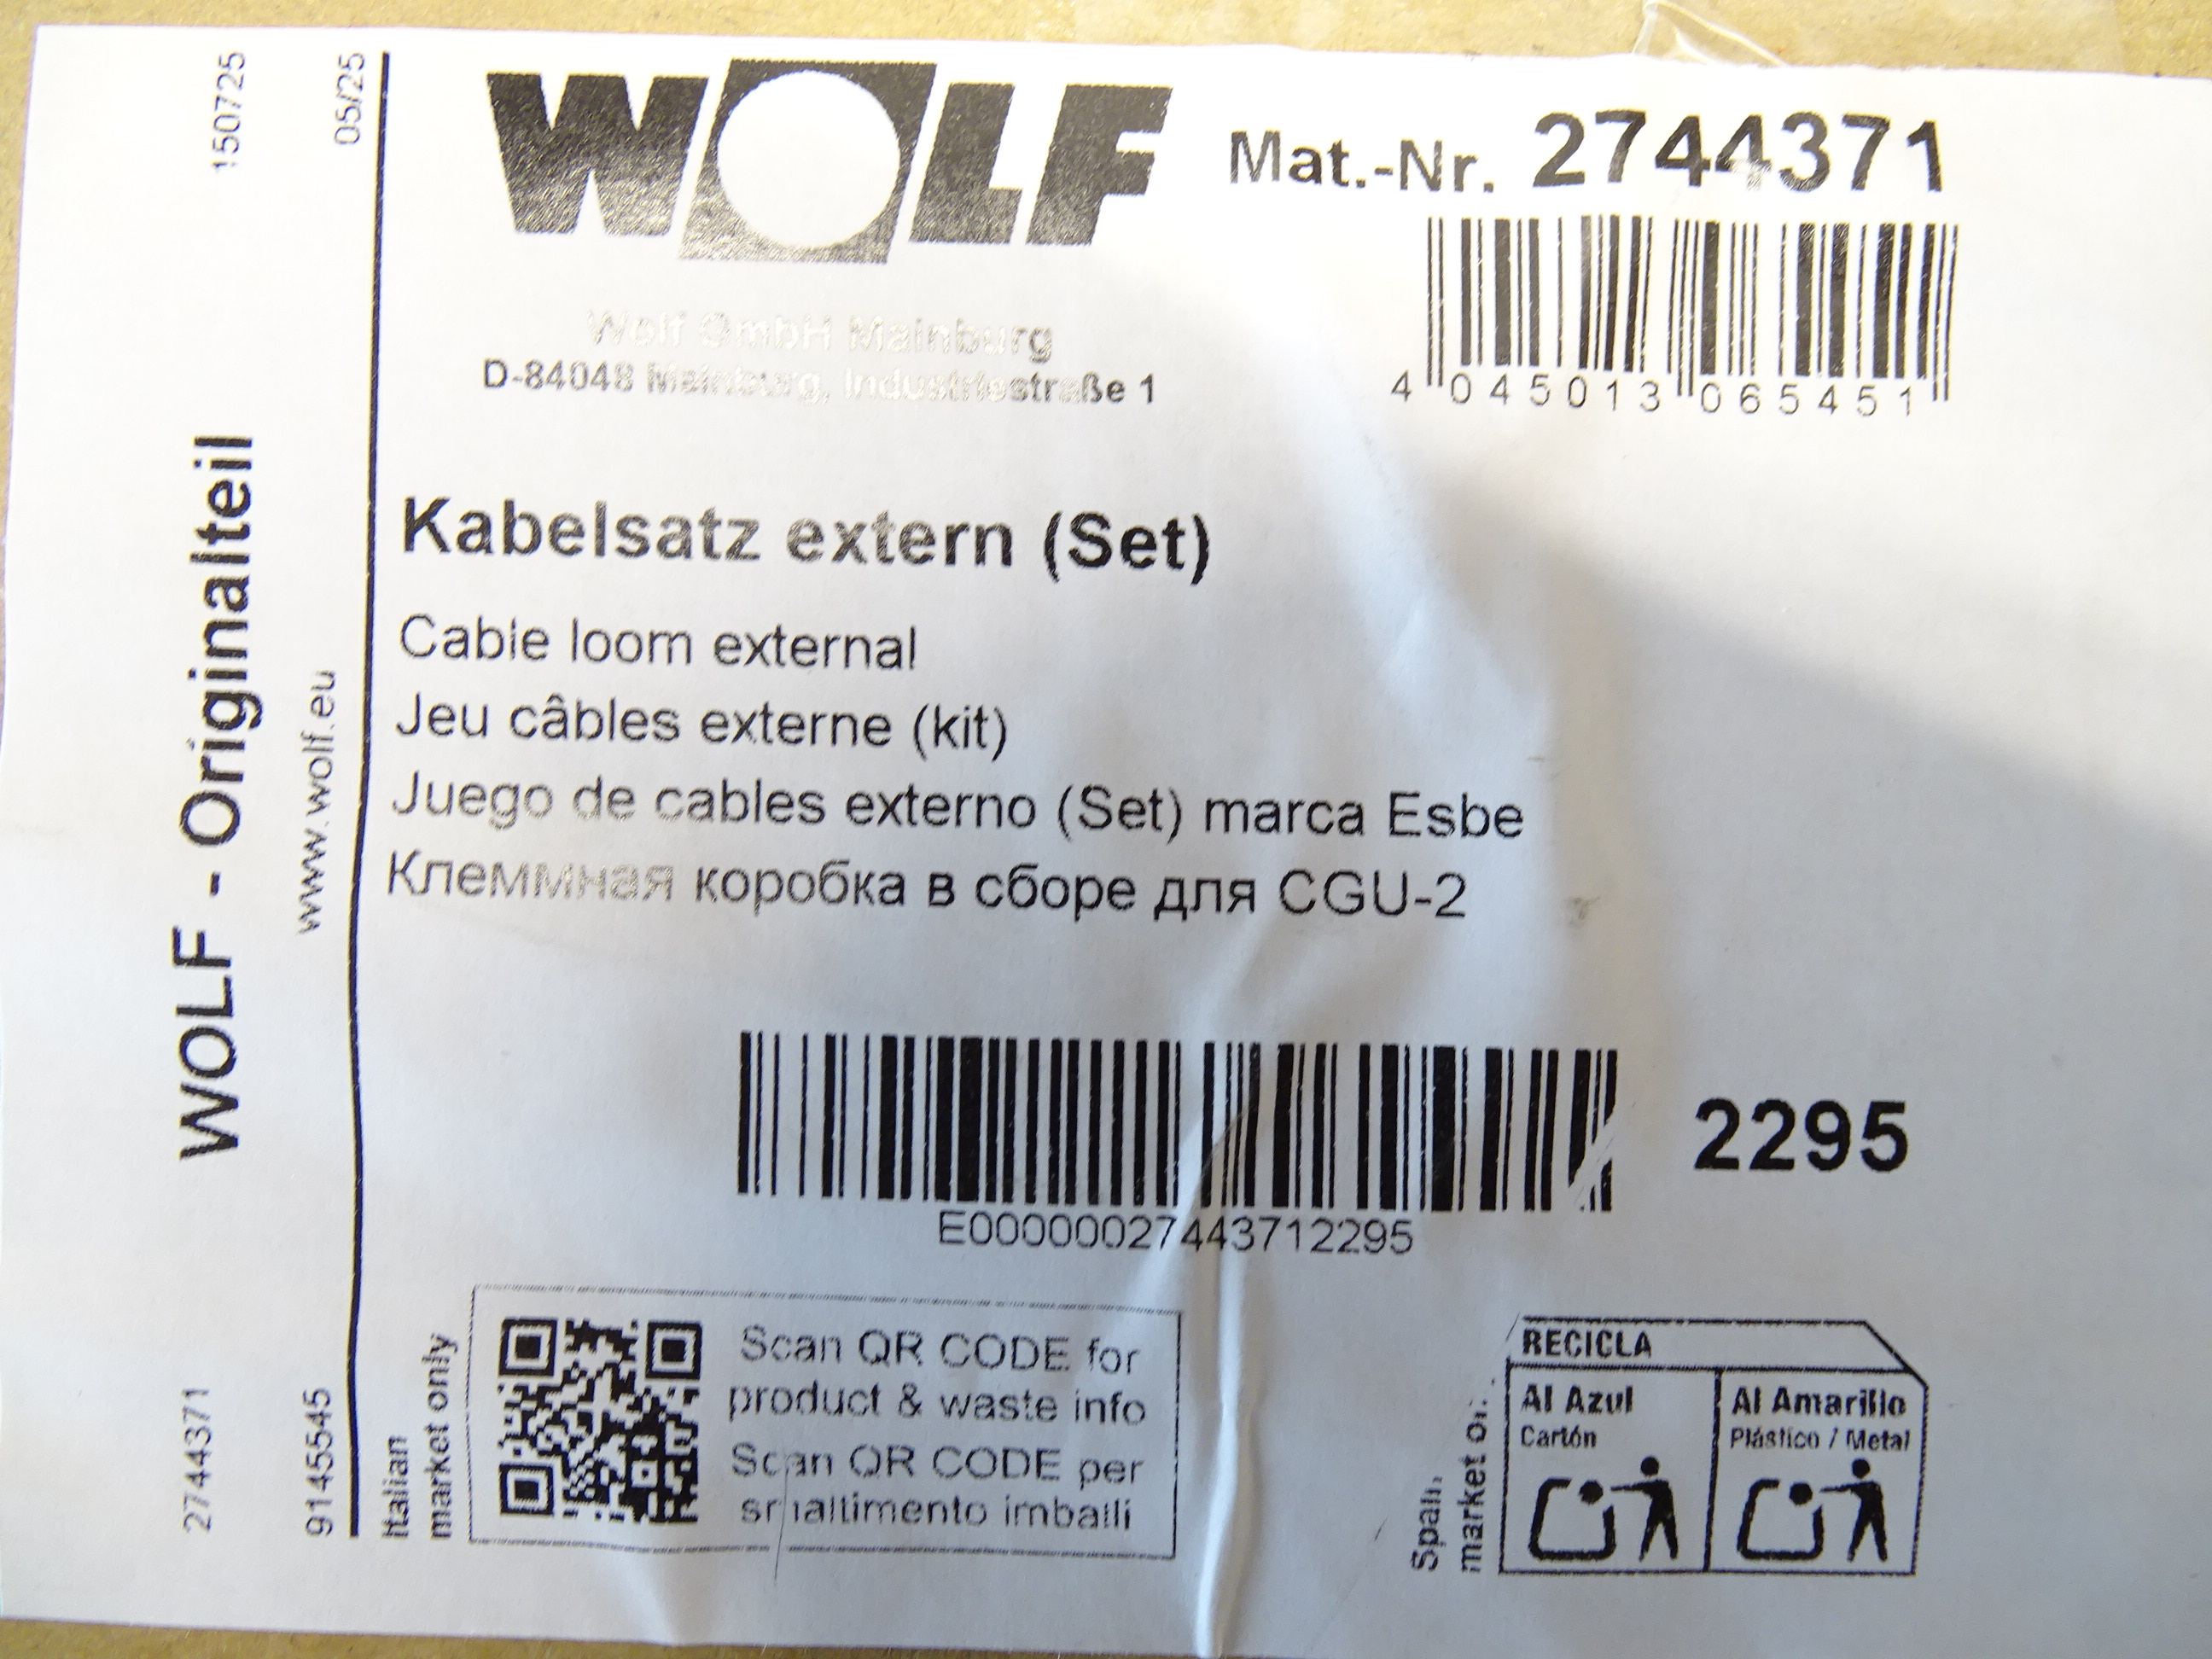 WOLF
Mat.-Nr. 2744371
4 045013 065451
Wolf GmbH Mainburg
D-84048 Mainburg, Industriestraße 1
Kabelsatz extern (Set)
Cable loom external
Jeu câbles externe (kit)
Juego de cables externo (Set) marca Esbe
Клеммная коробка в сборе для CGU-2
E00000027443712295
2295
WOLF - Originalteil
www.wolf.eu
150725
05/25
2744371
9145545
Italian
market only
Scan QR CODE for
product & waste info
Scan QR CODE per
smaltimento imballi
market
RECICLA
Al Azul
Cartón
Al Amarillo
Plástico / Metal